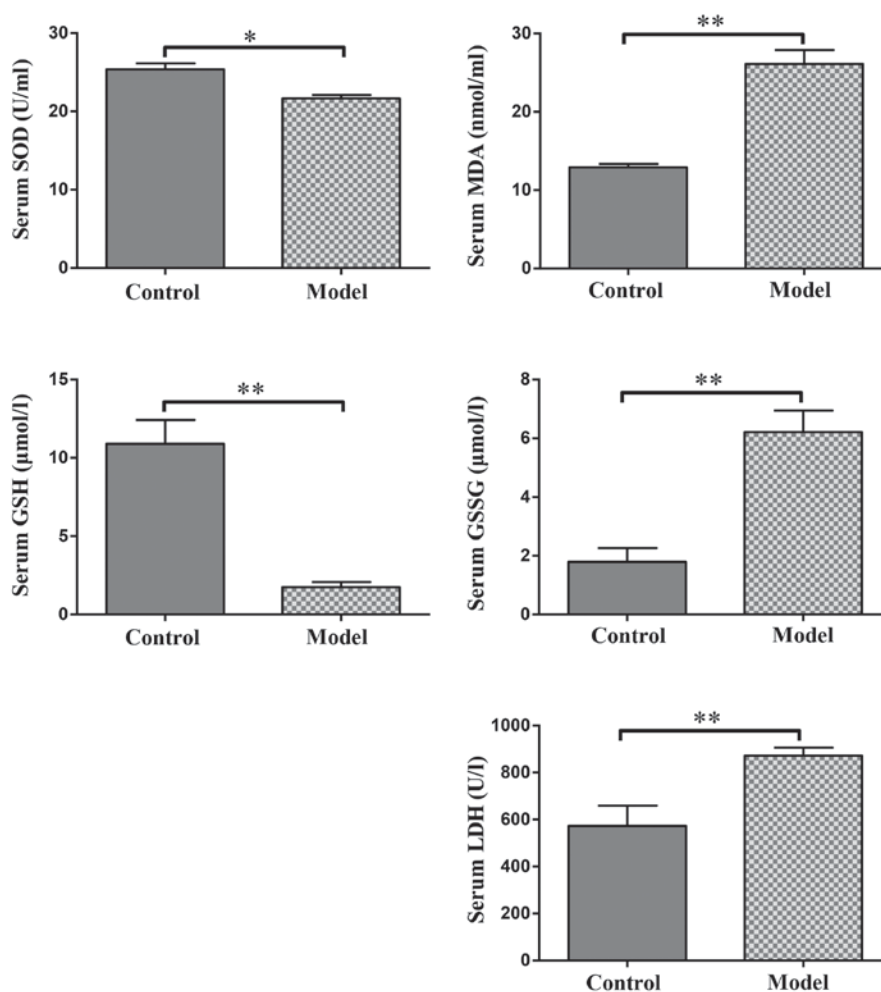 Serum SOD (U/ml)
30
20
10
0
*
Control Model
Serum MDA (nmol/ml)
30
20
10
0
**
Control Model
Serum GSH (μmol/l)
15
10
5
0
**
Control Model
Serum GSSG (μmol/l)
8
6
4
2
0
**
Control Model
Serum LDH (U/l)
1000
800
600
400
200
0
**
Control Model